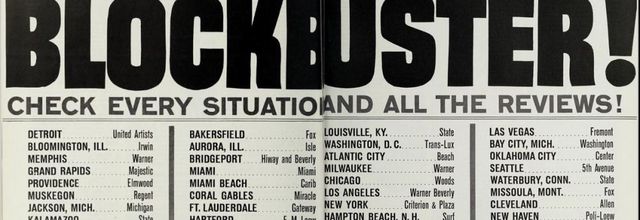 BLOCKBUSTER!
CHECK EVERY SITUATION AND ALL THE REVIEWS!
DETROIT United Artists
BLOOMINGTON, ILL. Irwin
MEMPHIS Warner
GRAND RAPIDS Majestic
PROVIDENCE Elmwood
MUSKEGON Regent
JACKSON, MICH. Michigan
KALAMAZOO State
BAKERSFIELD Fox
AURORA, ILL. Isle
BRIDGEPORT Hiway and Beverly
MIAMI Miami
MIAMI BEACH Carib
CORAL GABLES Miracle
FT. LAUDERDALE Gateway
HARTFORD E. M. Loew
LOUISVILLE, KY. State
WASHINGTON, D. C. Trans-Lux
ATLANTIC CITY Beach
MILWAUKEE Warner
CHICAGO Woods
LOS ANGELES Warner Beverly
NEW YORK Criterion & Plaza
HAMPTON BEACH, N. H. Surf
LAS VEGAS Fremont
BAY CITY, MICH. Washington
OKLAHOMA CITY Center
SEATTLE 5th Avenue
WATERBURY, CONN. State
MISSOULA, MONT. Fox
CLEVELAND Allen
NEW HAVEN Poli-Loew